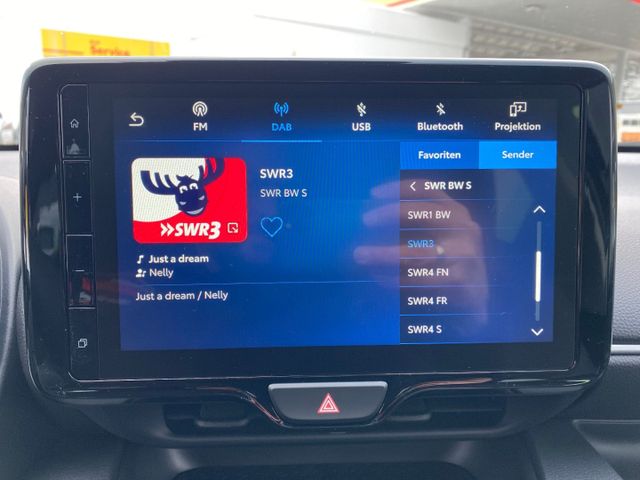 Service
FM
DAB
USB
Bluetooth
Projektion
Favoriten
Sender
SWR3
SWR BW S
>>SWR3
Just a dream
Nelly
Just a dream / Nelly
SWR BW S
SWR1 BW
SWR3
SWR4 FN
SWR4 FR
SWR4 S